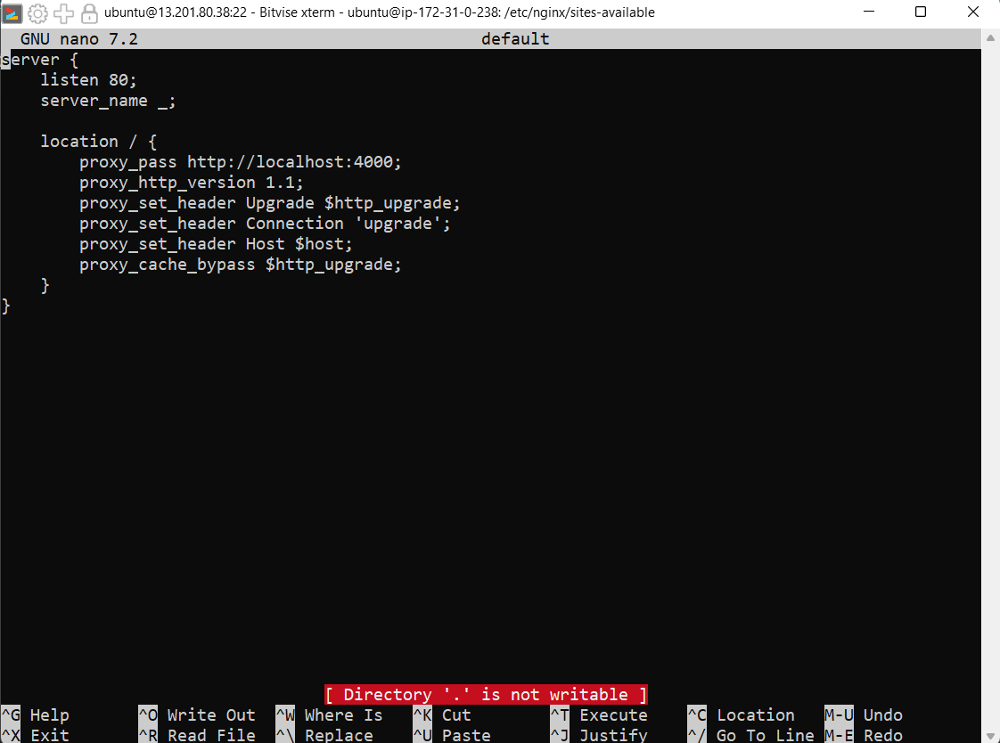 ubuntu@13.201.80.38:22 - Bitvise xterm - ubuntu@ip-172-31-0-238: /etc/nginx/sites-available
GNU nano 7.2 default
server {
    listen 80;
    server_name _;

    location / {
        proxy_pass http://localhost:4000;
        proxy_http_version 1.1;
        proxy_set_header Upgrade $http_upgrade;
        proxy_set_header Connection 'upgrade';
        proxy_set_header Host $host;
        proxy_cache_bypass $http_upgrade;
    }
}
[ Directory '.' is not writable ]
^G Help ^O Write Out ^W Where Is ^K Cut ^T Execute ^C Location M-U Undo
^X Exit ^R Read File ^\ Replace ^U Paste ^J Justify ^/ Go To Line M-E Redo